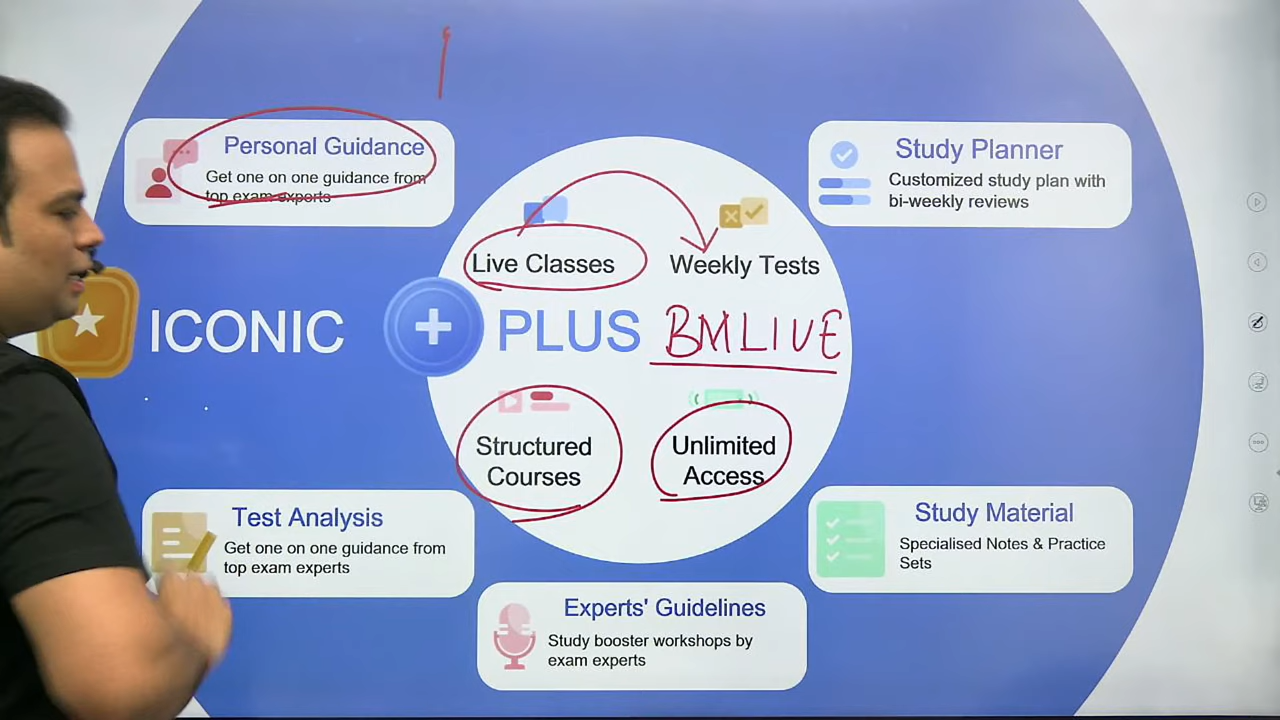 Personal Guidance
Get one on one guidance from
top exam experts
Study Planner
Customized study plan with
bi-weekly reviews
Live Classes
Weekly Tests
ICONIC
PLUS
BMLIVE
Structured
Courses
Unlimited
Access
Test Analysis
Get one on one guidance from
top exam experts
Study Material
Specialised Notes & Practice
Sets
Experts' Guidelines
Study booster workshops by
exam experts